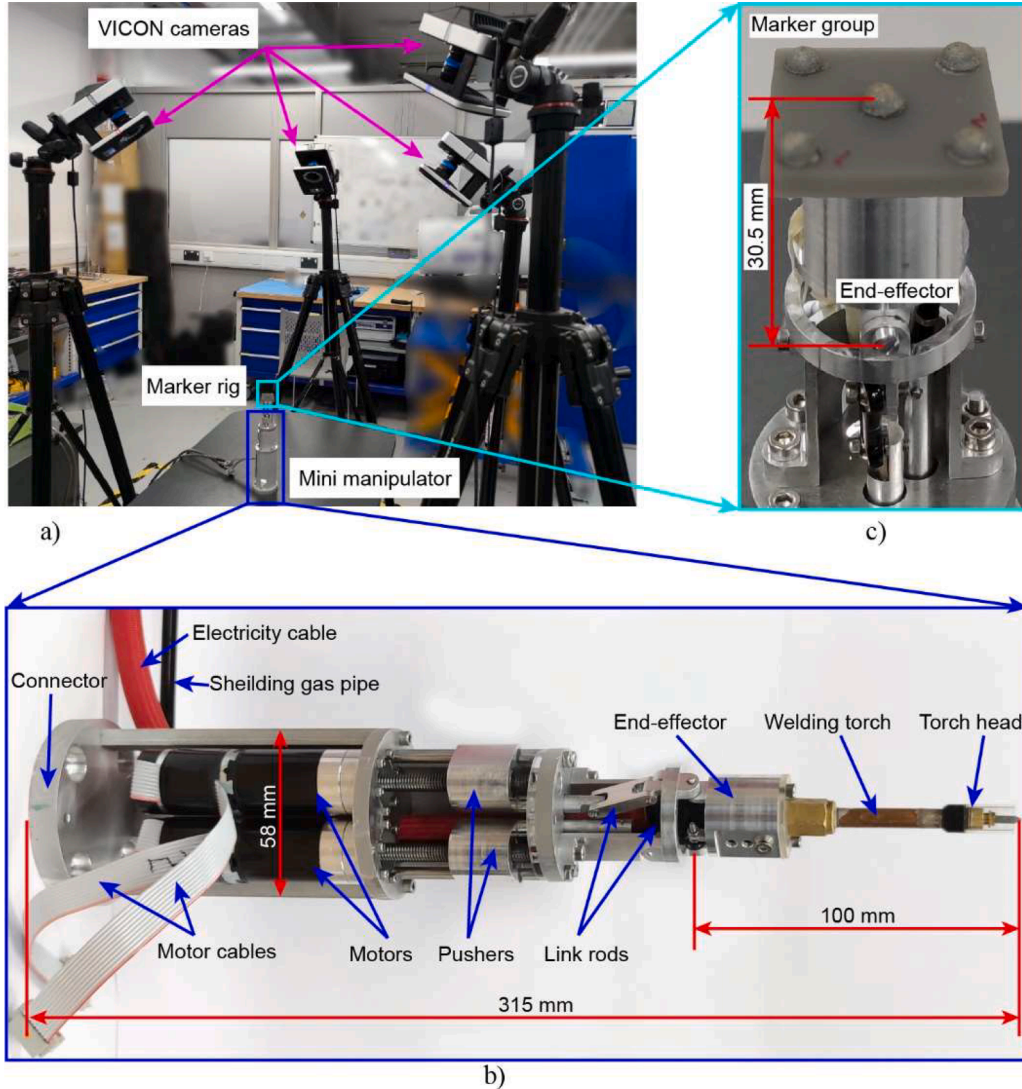 VICON cameras
Marker rig
Mini manipulator
a)
Marker group
30.5 mm
End-effector
c)
Electricity cable
Connector
Sheilding gas pipe
End-effector
Welding torch
Torch head
58 mm
100 mm
Motor cables
Motors
Pushers
Link rods
315 mm
b)